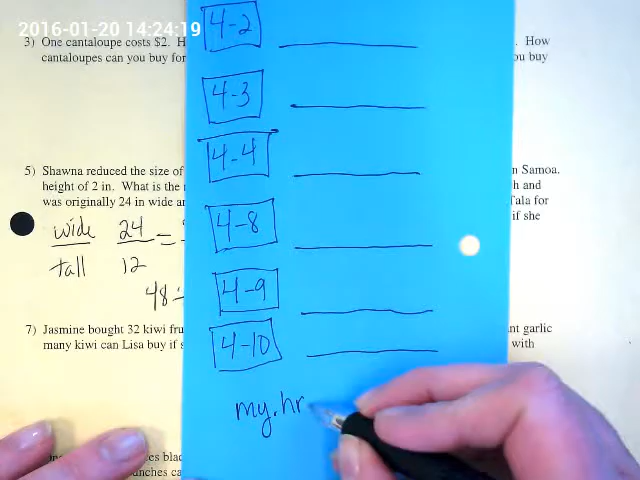 2016-01-20 14:24:19
3) One cantaloupe costs $2. How
cantaloupes can you buy for
ou buy
5) Shawna reduced the size of
height of 2 in. What is the
was originally 24 in wide
n Samoa.
h and
Tala for
if she
wide 24 =
tall 12
48 ÷
7) Jasmine bought 32 kiwi
many kiwi can Lisa buy if
nt garlic
with
4-2
4-3
4-4
4-8
4-9
4-10
my.hr